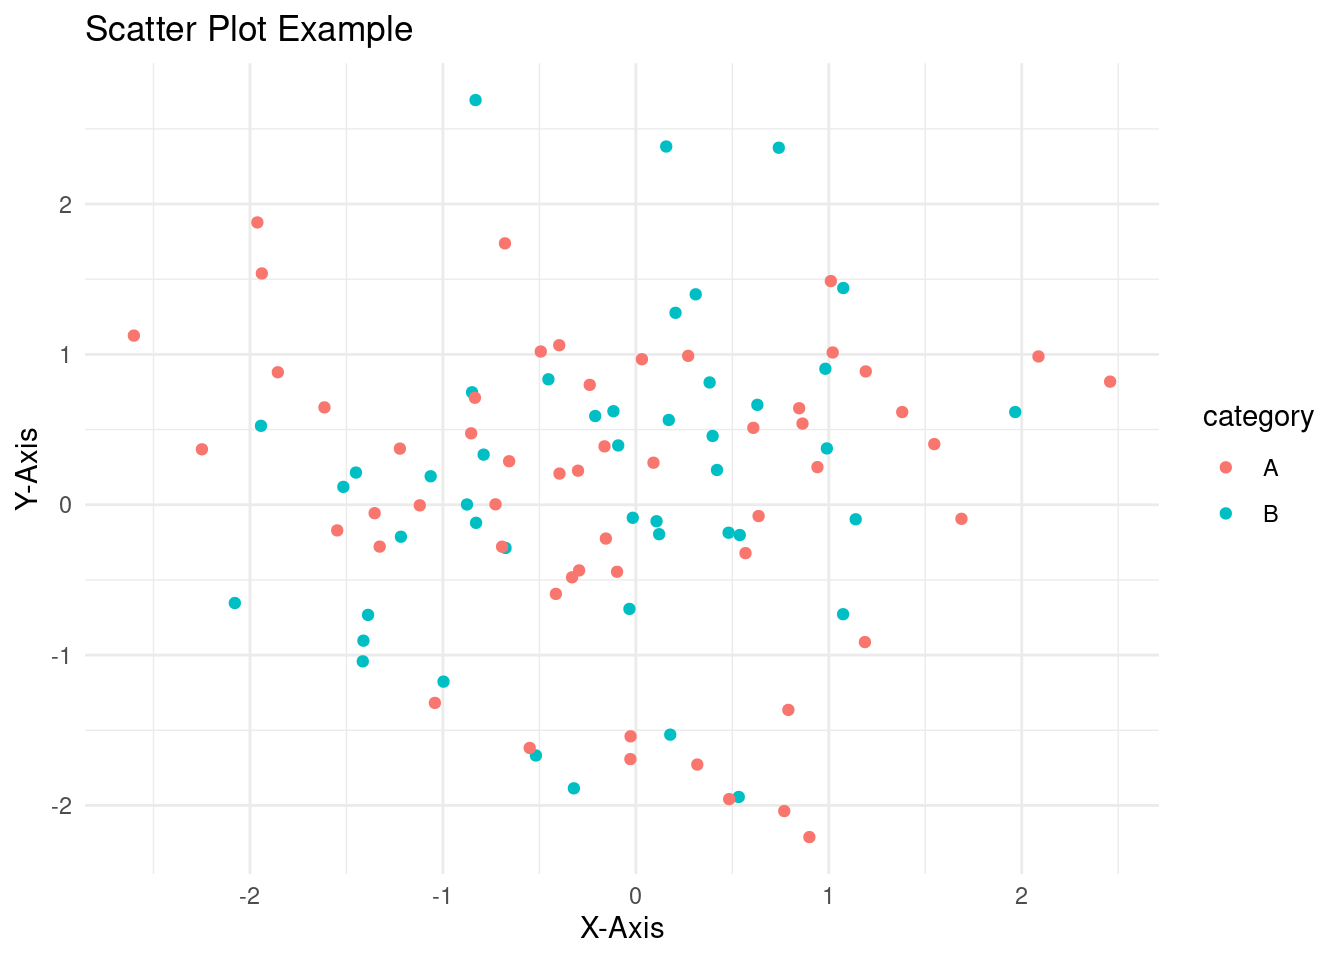 Scatter Plot Example
2
1
0
-1
-2
Y-Axis
-2 -1 0 1 2
X-Axis
category
A
B